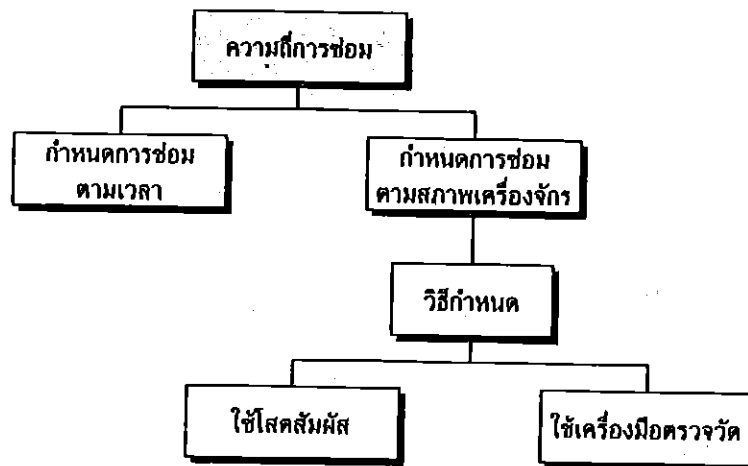 ความถี่การซ่อม
กำหนดการซ่อม
ตามเวลา
กำหนดการซ่อม
ตามสภาพเครื่องจักร
วิธีกำหนด
ใช้โสตสัมผัส
ใช้เครื่องมือตรวจวัด